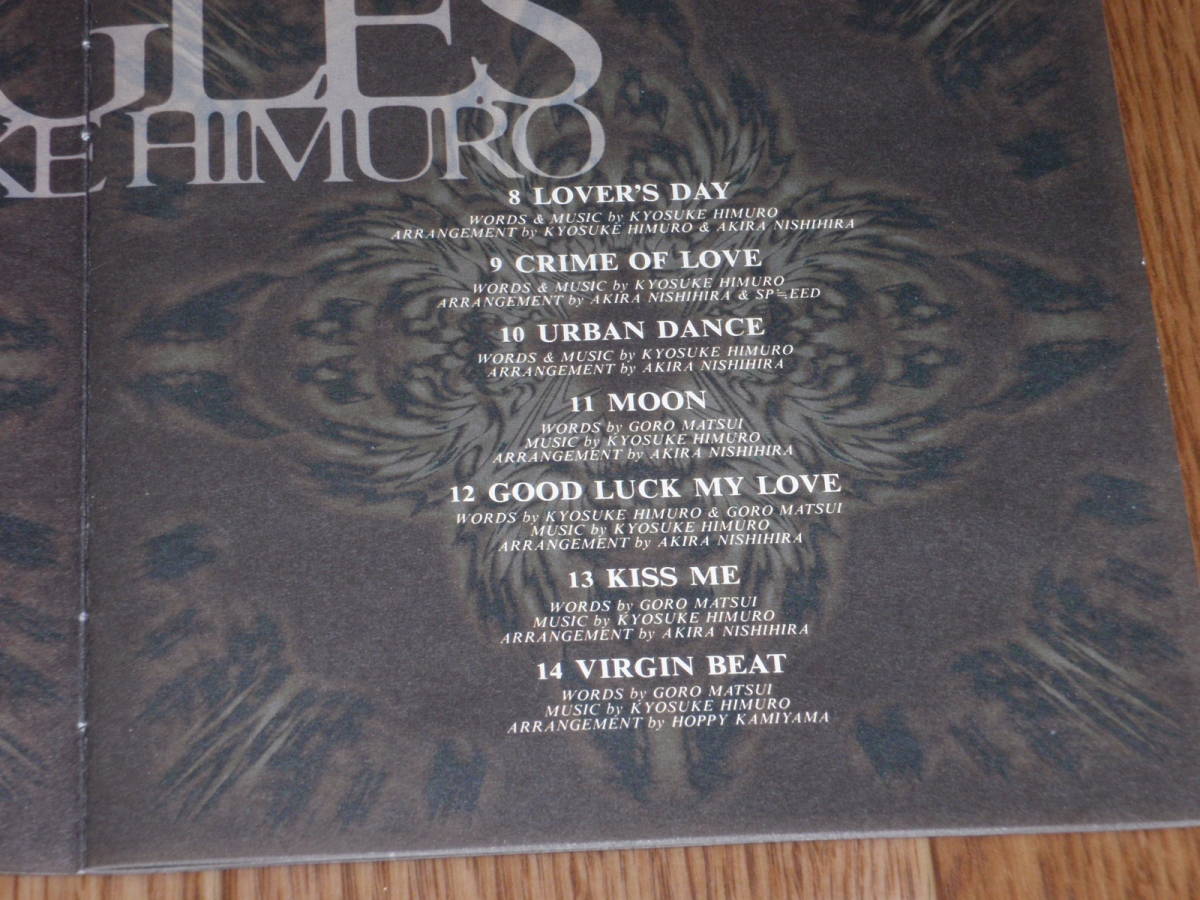 GLES
KE HIMURO
8 LOVER'S DAY
WORDS & MUSIC by KYOSUKE HIMURO
ARRANGEMENT by KYOSUKE HIMURO & AKIRA NISHIHIRA
9 CRIME OF LOVE
WORDS & MUSIC by KYOSUKE HIMURO
ARRANGEMENT by AKIRA NISHIHIRA & SP≒EED
10 URBAN DANCE
WORDS & MUSIC by KYOSUKE HIMURO
ARRANGEMENT by AKIRA NISHIHIRA
11 MOON
WORDS by GORO MATSUI
MUSIC by KYOSUKE HIMURO
ARRANGEMENT by AKIRA NISHIHIRA
12 GOOD LUCK MY LOVE
WORDS by KYOSUKE HIMURO & GORO MATSUI
MUSIC by KYOSUKE HIMURO
ARRANGEMENT by AKIRA NISHIHIRA
13 KISS ME
WORDS by GORO MATSUI
MUSIC by KYOSUKE HIMURO
ARRANGEMENT by AKIRA NISHIHIRA
14 VIRGIN BEAT
WORDS by GORO MATSUI
MUSIC by KYOSUKE HIMURO
ARRANGEMENT by HOPPY KAMIYAMA